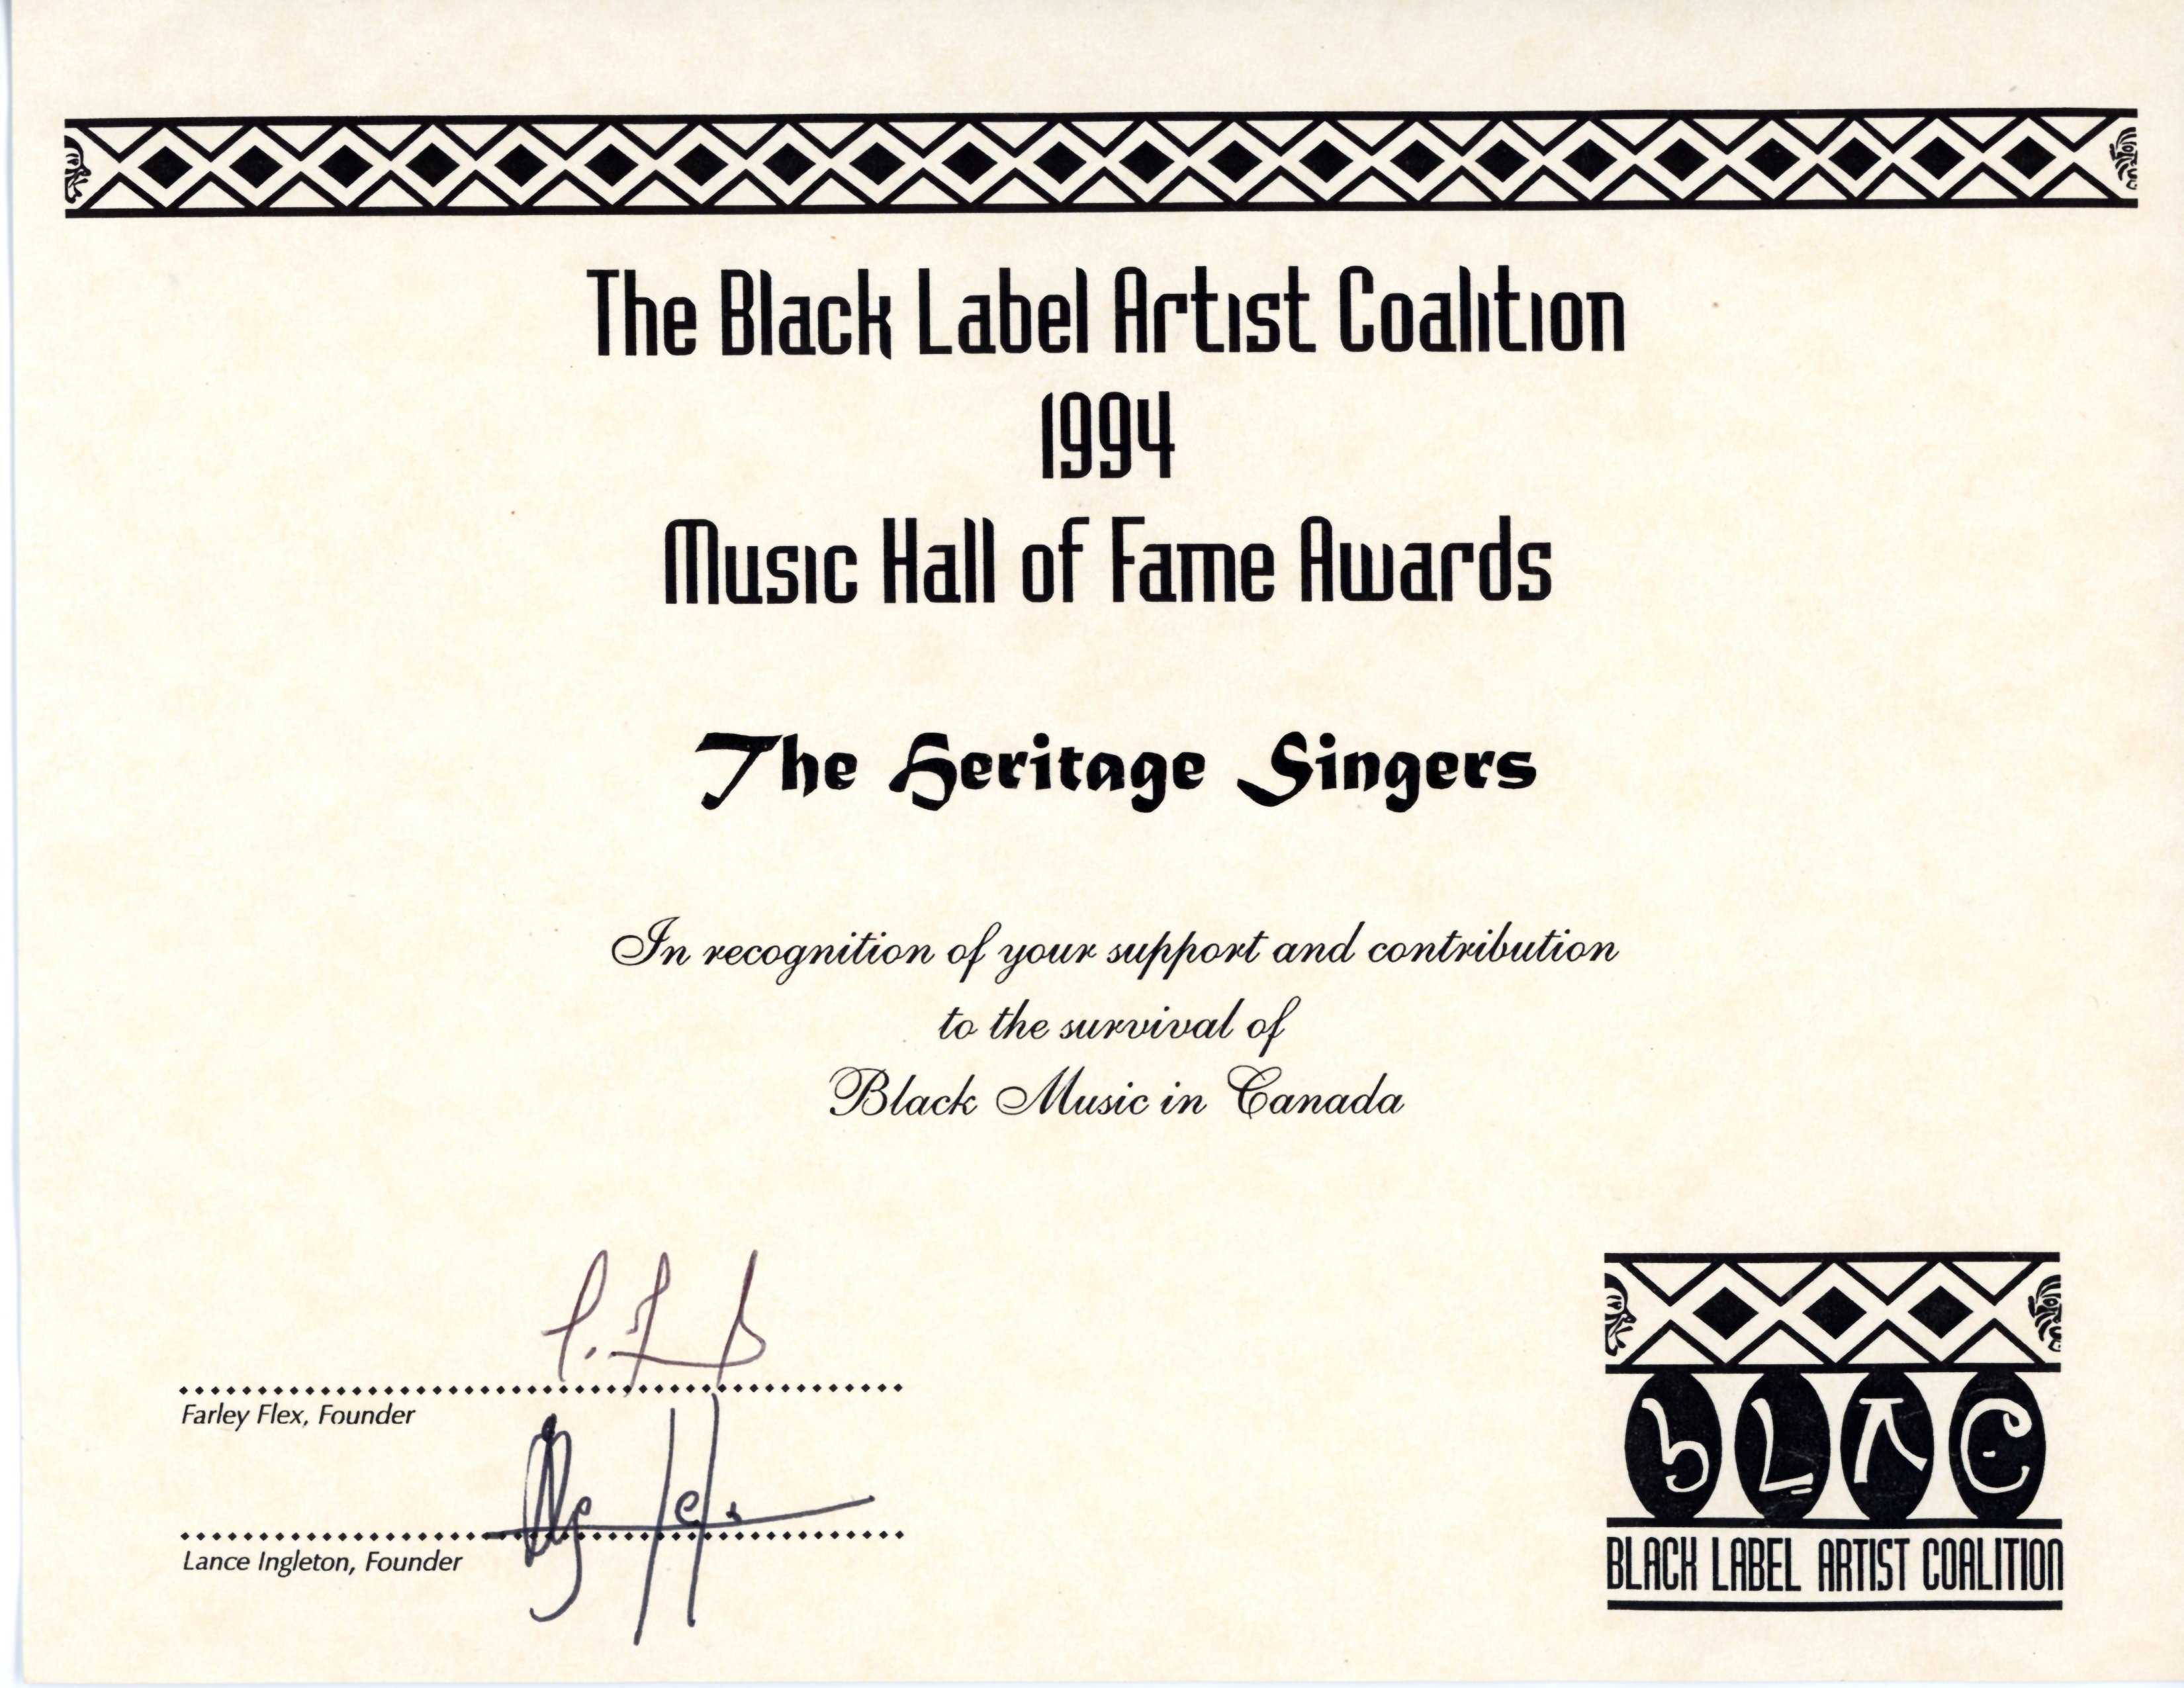 The Black Label Artist Coalition
1994
Music Hall of Fame Awards
The Heritage Singers
In recognition of your support and contribution
to the survival of
Black Music in Canada
Farley Flex, Founder
Lance Ingleton, Founder
BLAC
BLACK LABEL ARTIST COALITION